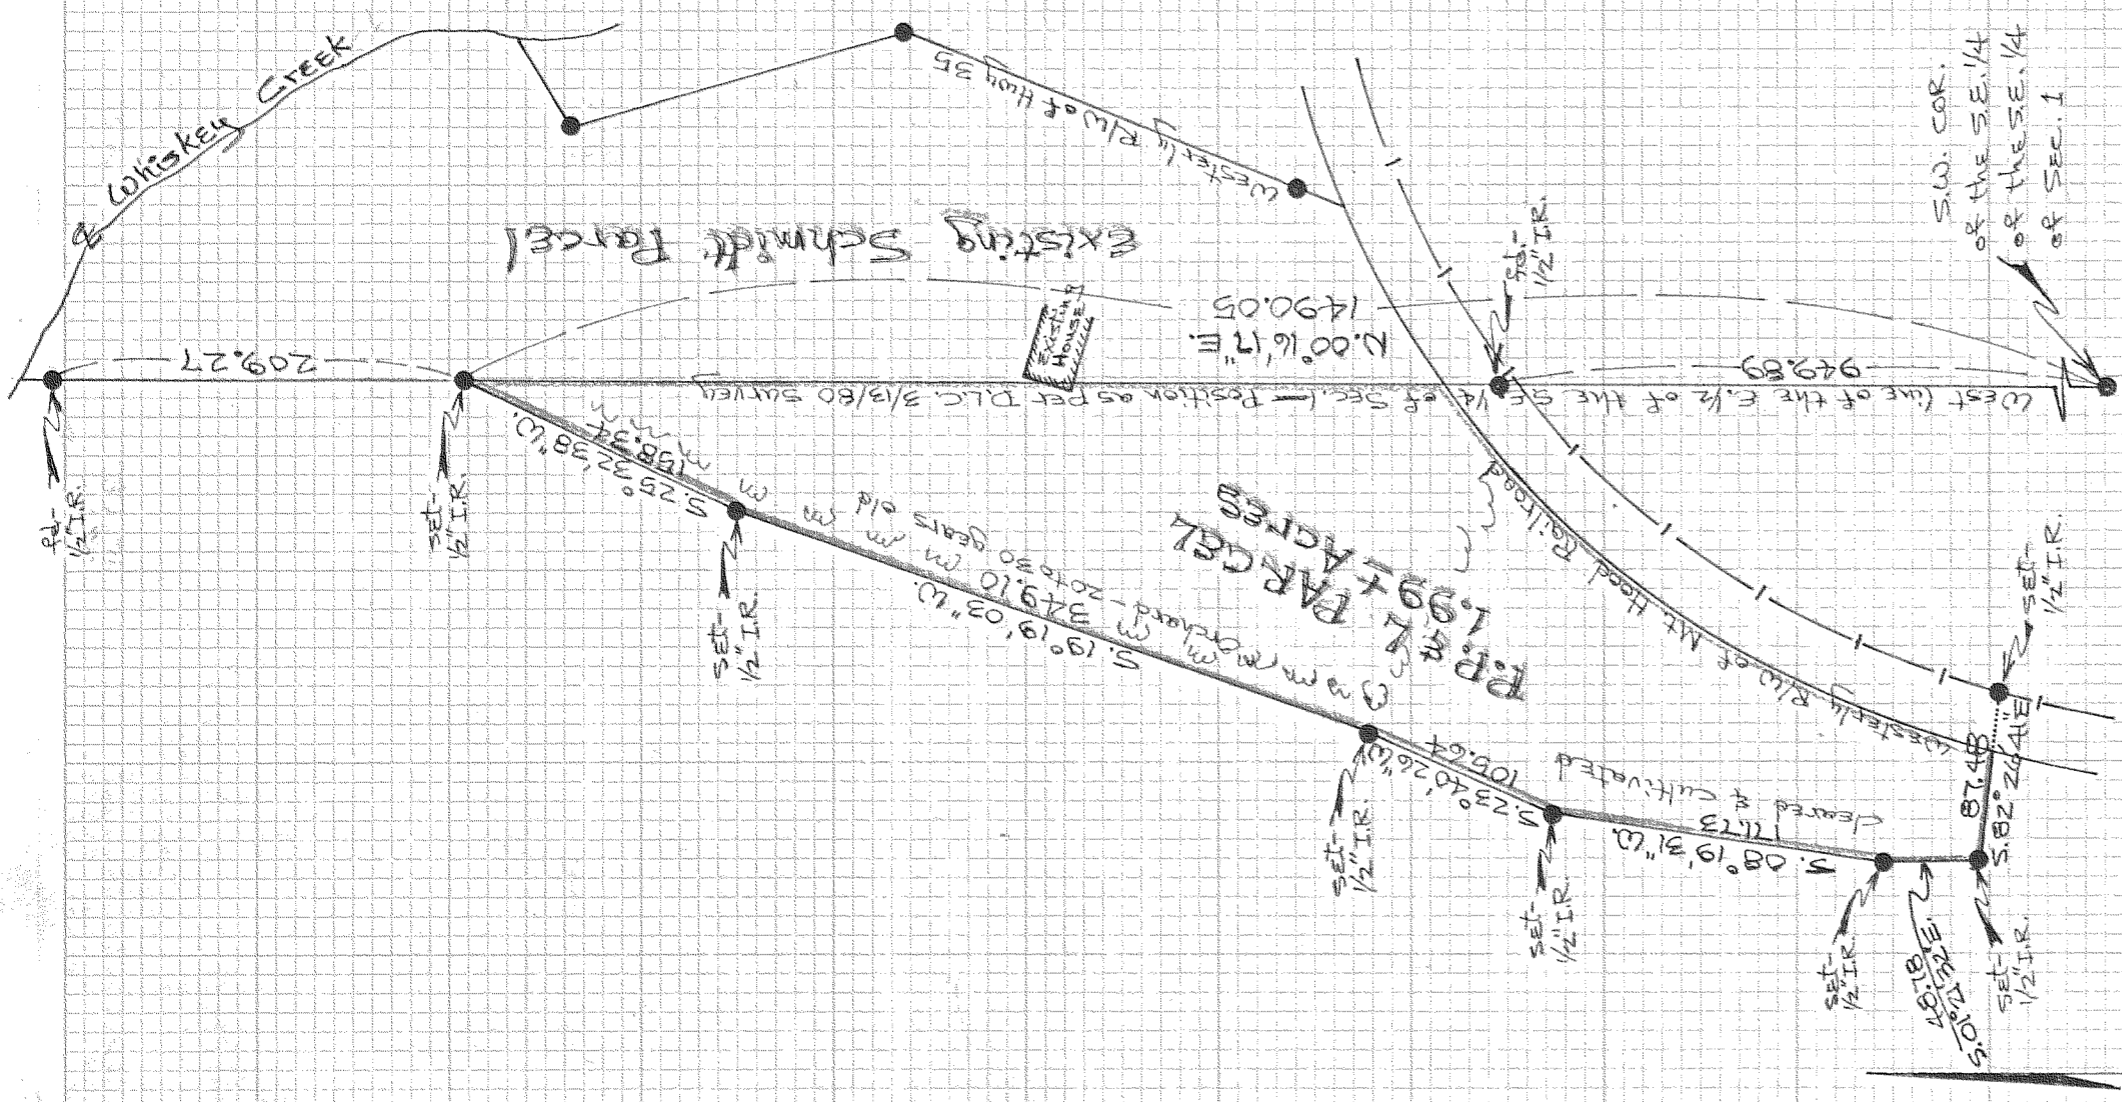 Whiskey Creek
Westerly R/W of Hwy 35
S.W. COR.
of the S.E. 1/4
of the S.E. 1/4
of SEC. 1
Existing Schmidt Parcel
fd.-
1/2" I.R.
Existing
House
N. 00° 16' 17" E.
1490.05
209.27
949.89
West line of the E. 1/2 of the SE 1/4 of Sec. 1 — Position as per D.L.C. 3/13/80 Survey
fd-
1/2" I.R.
set-
1/2" I.R.
S. 25° 32' 38" W.
158.34
set-
1/2" I.R.
Orchard - 20 to 30 years old
349.10
S. 19° 19' 03" W.
P.P. & L PARCEL
1.99 ± Acres
Westerly R/W of Mt. Hood Railroad
set-
1/2" I.R.
set-
1/2" I.R.
S. 23° 40' 26" W.
105.64
set-
1/2" I.R.
cleared & cultivated
171.73
S. 08° 19' 31" W.
set-
1/2" I.R.
87.48
S. 82° 26' 41" E
48.78
S. 01° 21' 32" E.
set-
1/2" I.R.